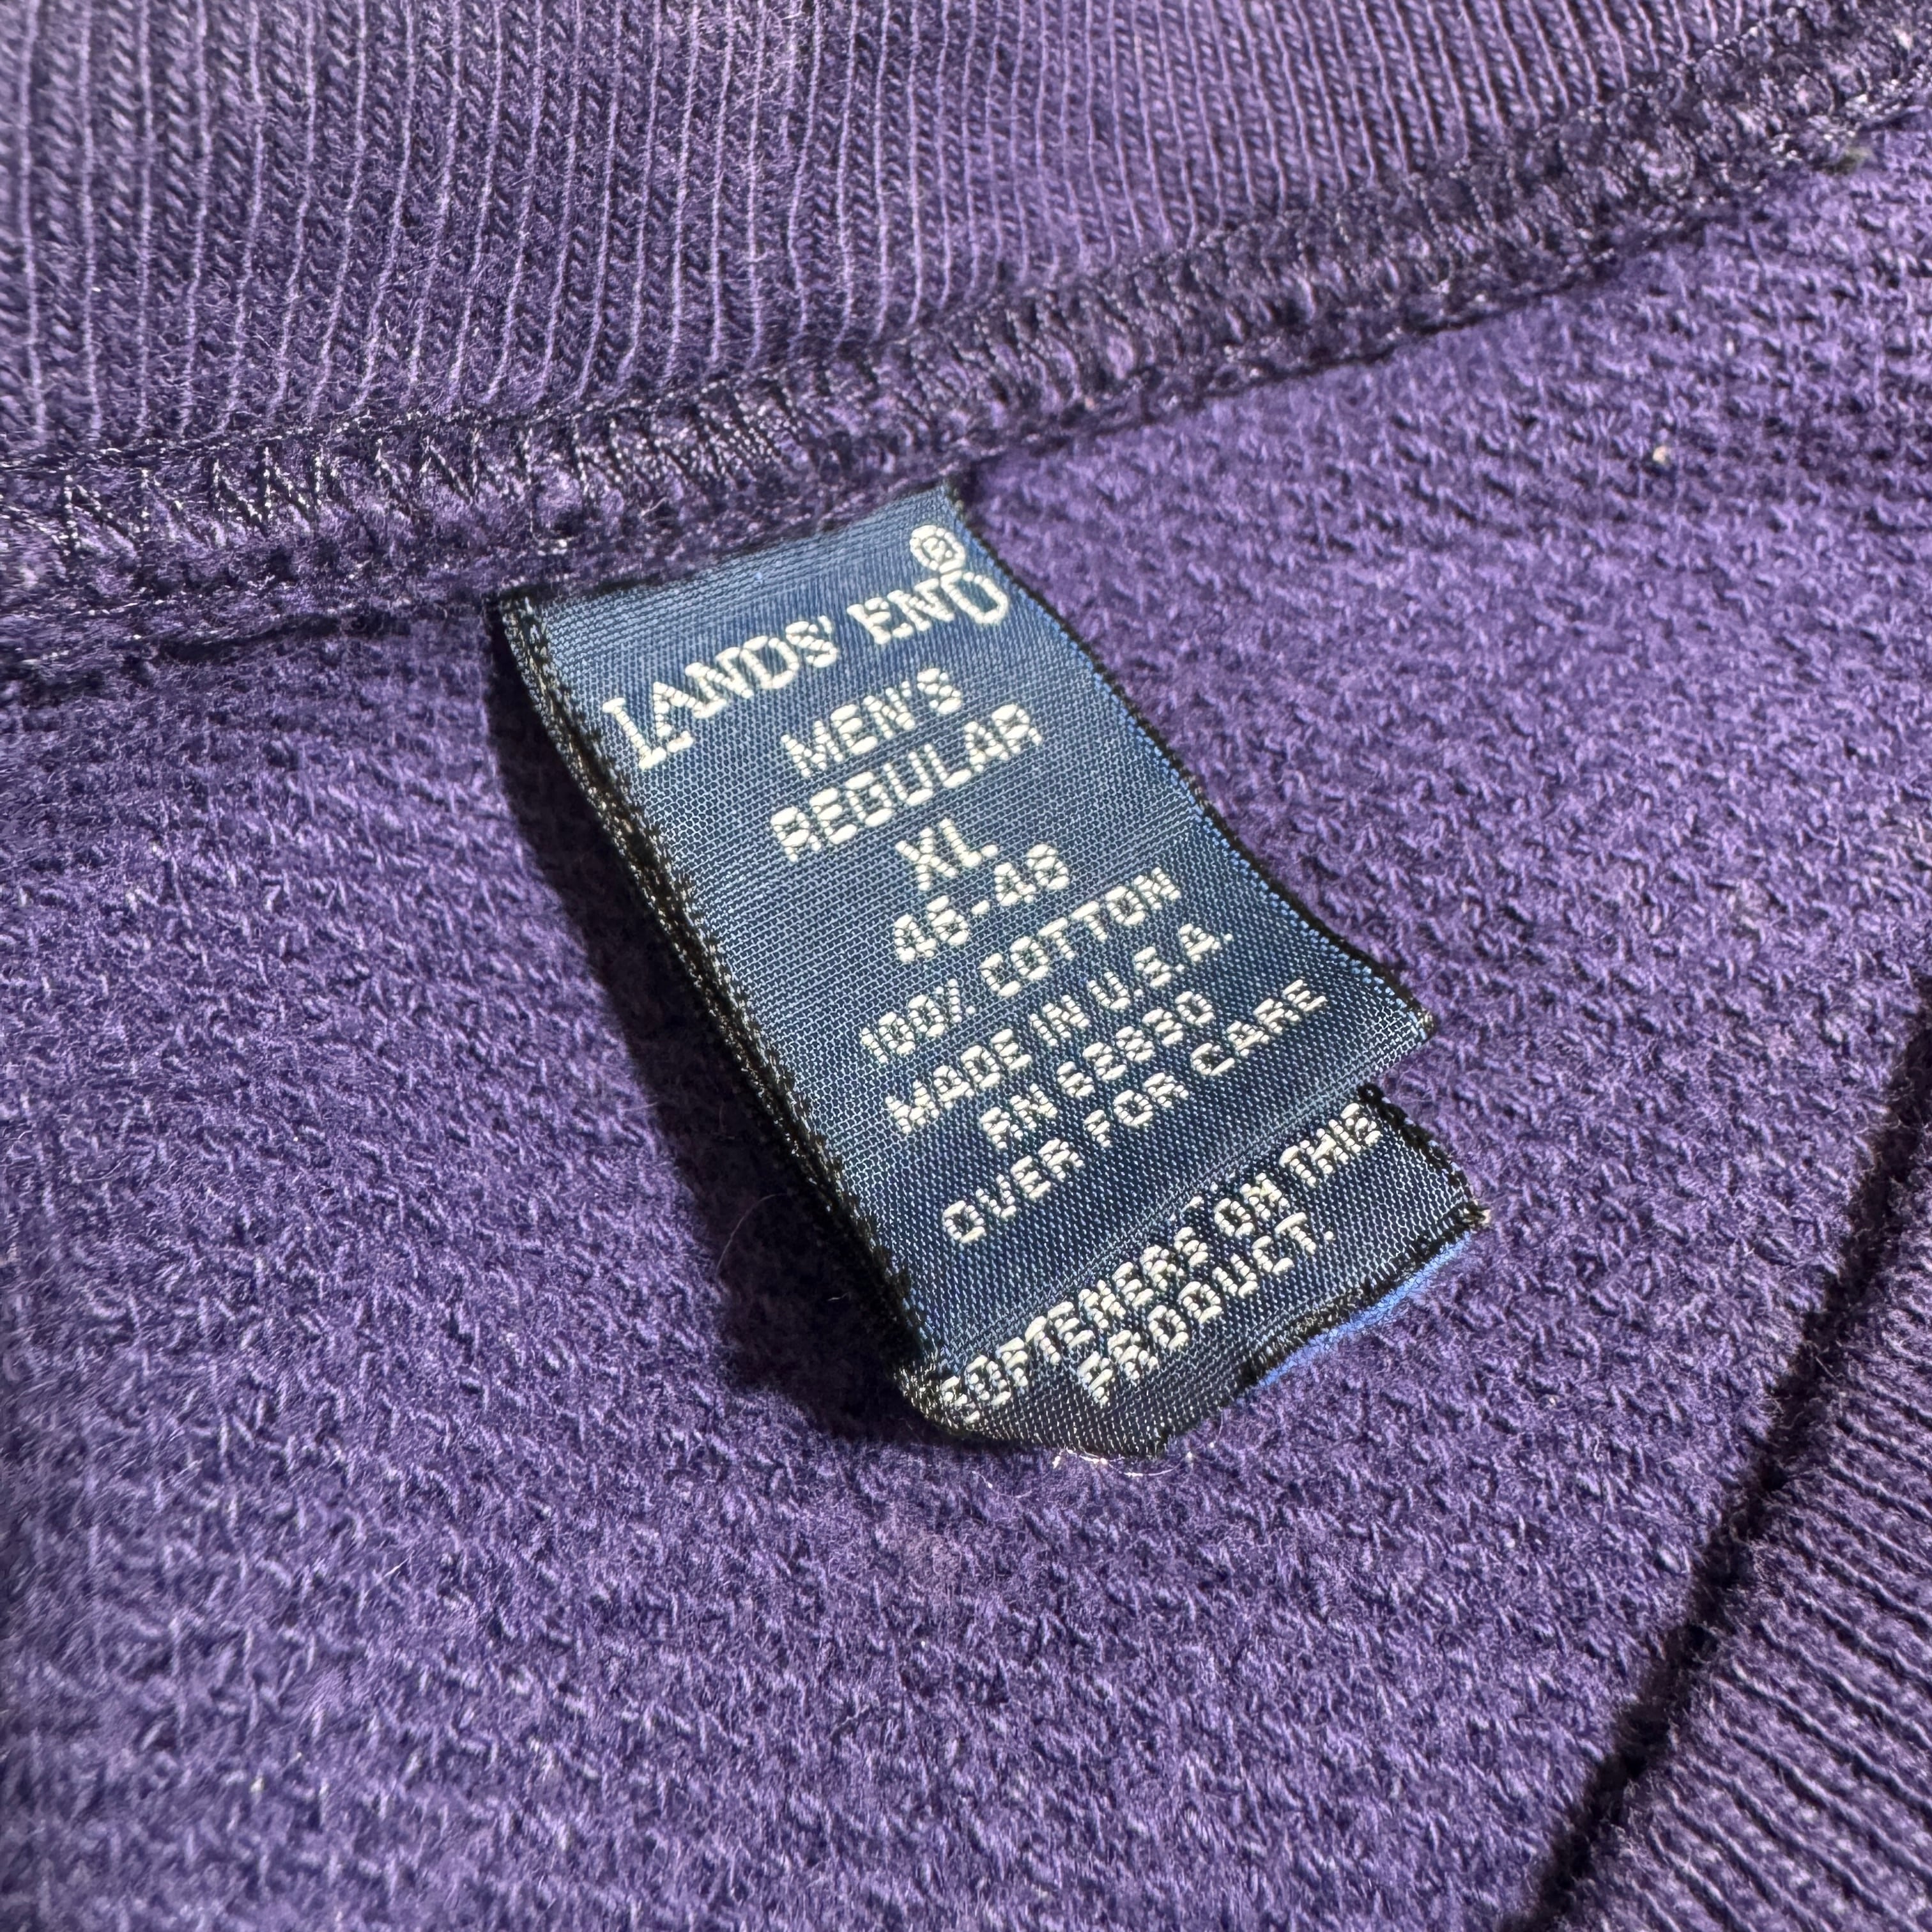 LANDS' END®
MEN'S
REGULAR
XL
46-48
100% COTTON
MADE IN U.S.A.
RN 68830
OVER FOR CARE
SOFTENERS ON THIS
PRODUCT.